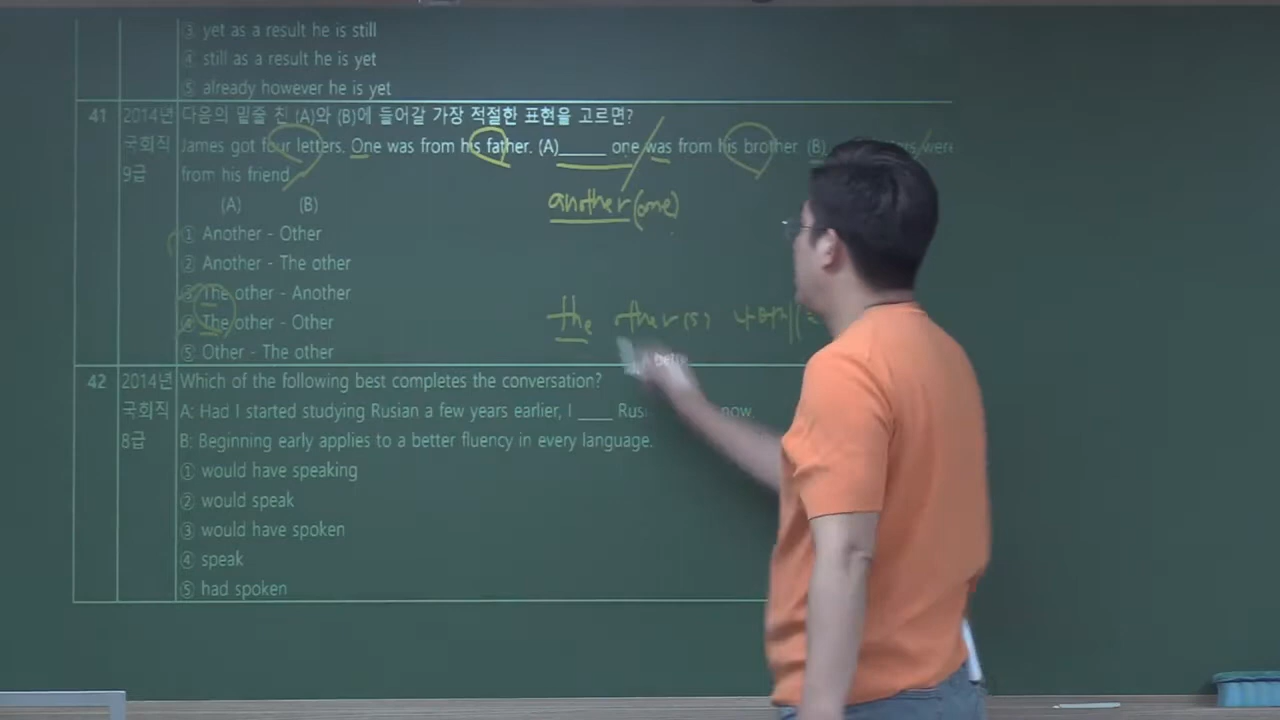 ③ yet as a result he is still
④ still as a result he is yet
⑤ already however he is yet
41 2014년 다음의 밑줄 친 (A)와 (B)에 들어갈 가장 적절한 표현을 고르면?
국회직 James got four letters. One was from his father. (A)_____ one was from his brother (B) were
9급 from his friend
another (one)
(A) (B)
① Another - Other
② Another - The other
③ The other - Another
the other(s) 나머지
④ The other - Other
⑤ Other - The other
42 2014년 Which of the following best completes the conversation?
국회직 A: Had I started studying Rusian a few years earlier, I ____ now
8급 B: Beginning early applies to a better fluency in every language.
① would have speaking
② would speak
③ would have spoken
④ speak
⑤ had spoken